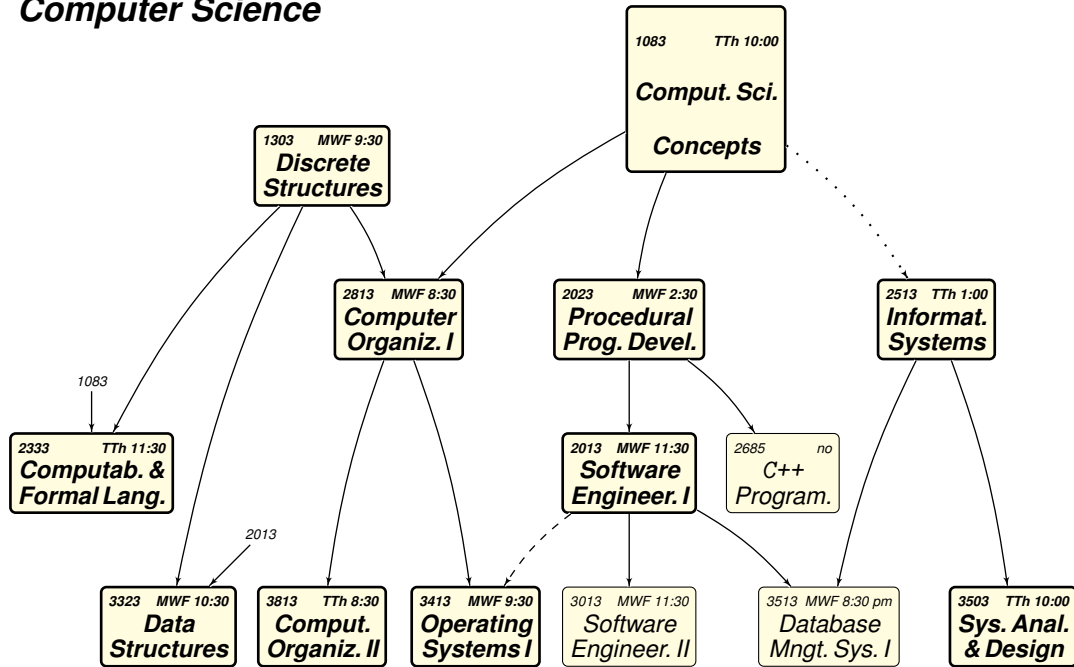 Computer Science
1083 TTh 10:00
Comput. Sci.
Concepts
1303 MWF 9:30
Discrete
Structures
2813 MWF 8:30
Computer
Organiz. I
2023 MWF 2:30
Procedural
Prog. Devel.
2513 TTh 1:00
Informat.
Systems
1083
2333 TTh 11:30
Computab. &
Formal Lang.
2013 MWF 11:30
Software
Engineer. I
2685 no
C++
Program.
2013
3323 MWF 10:30
Data
Structures
3813 TTh 8:30
Comput.
Organiz. II
3413 MWF 9:30
Operating
Systems I
3013 MWF 11:30
Software
Engineer. II
3513 MWF 8:30 pm
Database
Mngt. Sys. I
3503 TTh 10:00
Sys. Anal.
& Design